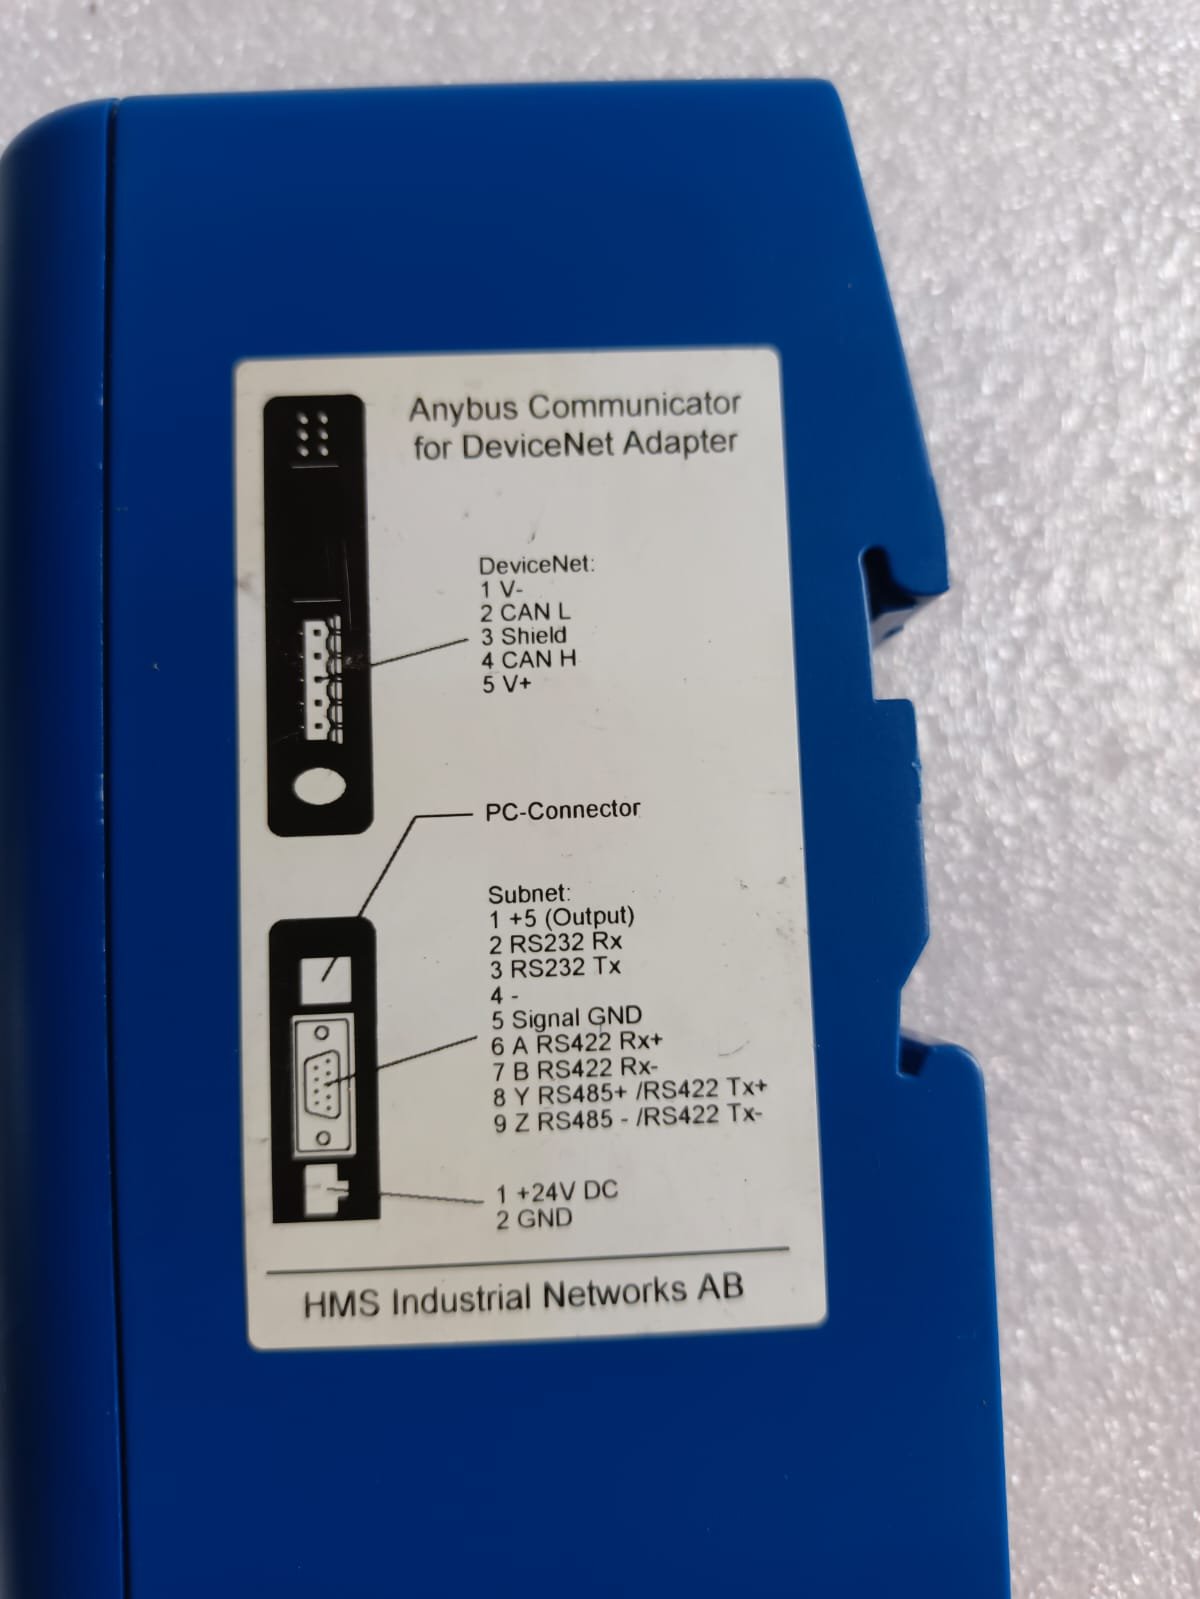 Anybus Communicator
for DeviceNet Adapter
DeviceNet:
1 V-
2 CAN L
3 Shield
4 CAN H
5 V+
PC-Connector
Subnet:
1 +5 (Output)
2 RS232 Rx
3 RS232 Tx
4 -
5 Signal GND
6 A RS422 Rx+
7 B RS422 Rx-
8 Y RS485+ /RS422 Tx+
9 Z RS485 - /RS422 Tx-
1 +24V DC
2 GND
HMS Industrial Networks AB